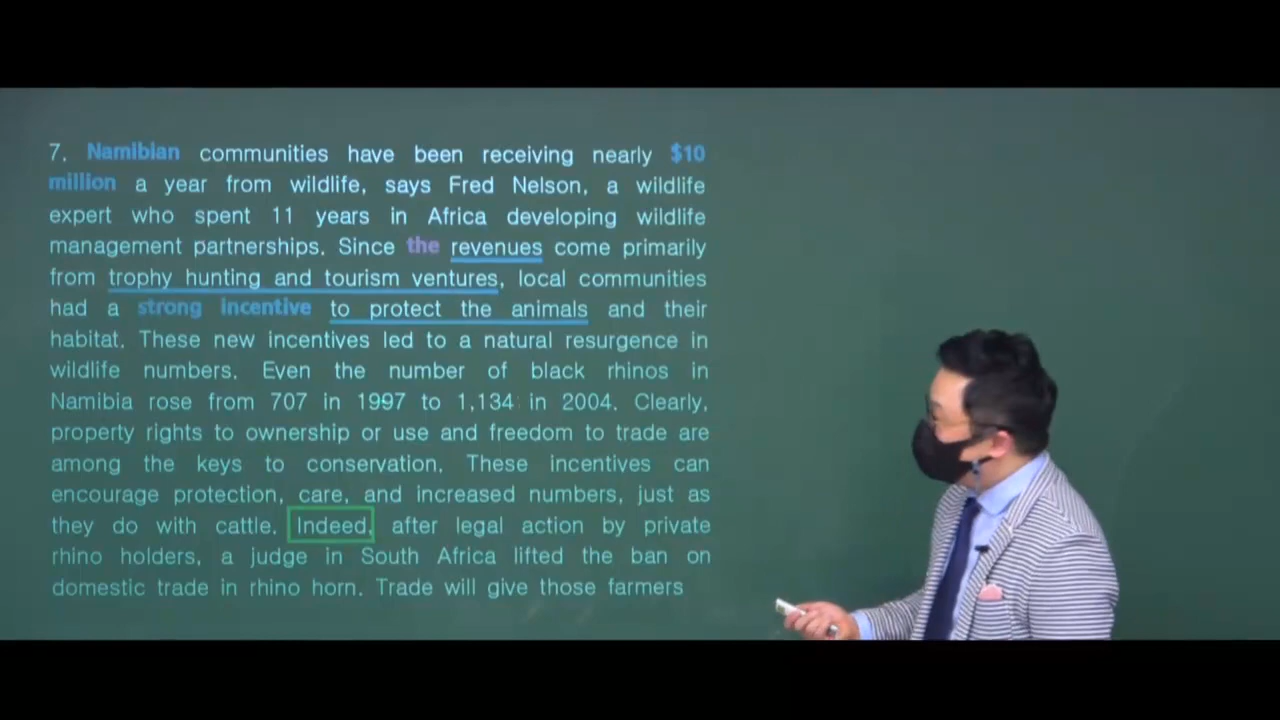 7. Namibian communities have been receiving nearly $10
million a year from wildlife, says Fred Nelson, a wildlife
expert who spent 11 years in Africa developing wildlife
management partnerships. Since the revenues come primarily
from trophy hunting and tourism ventures, local communities
had a strong incentive to protect the animals and their
habitat. These new incentives led to a natural resurgence in
wildlife numbers. Even the number of black rhinos in
Namibia rose from 707 in 1997 to 1,134 in 2004. Clearly,
property rights to ownership or use and freedom to trade are
among the keys to conservation. These incentives can
encourage protection, care, and increased numbers, just as
they do with cattle. Indeed, after legal action by private
rhino holders, a judge in South Africa lifted the ban on
domestic trade in rhino horn. Trade will give those farmers